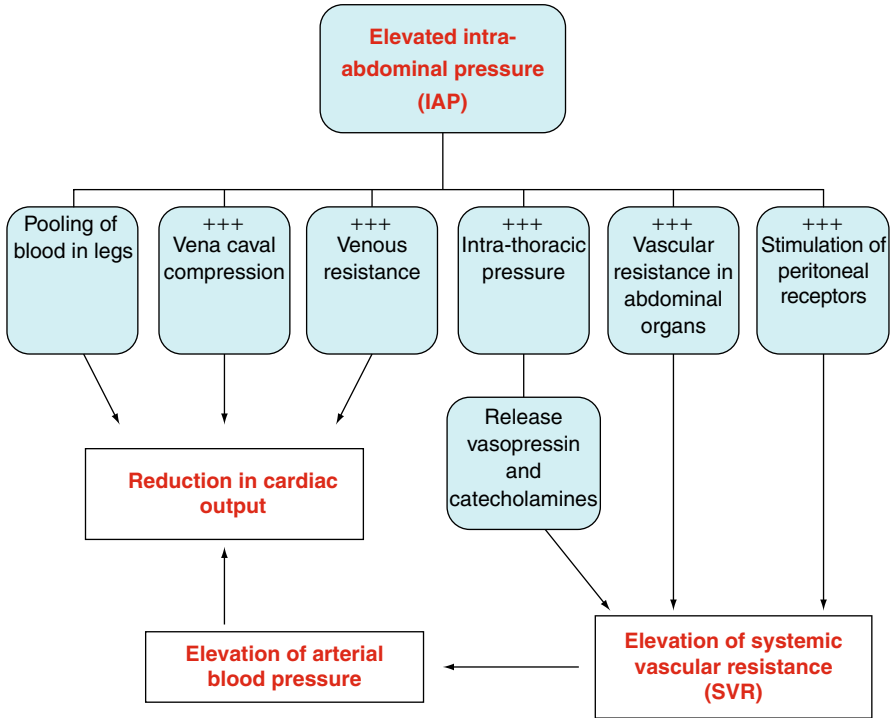 Elevated intra-
abdominal pressure
(IAP)
Pooling of
blood in legs
+++
Vena caval
compression
+++
Venous
resistance
+++
Intra-thoracic
pressure
+++
Vascular
resistance in
abdominal
organs
+++
Stimulation of
peritoneal
receptors
Release
vasopressin
and
catecholamines
Reduction in cardiac
output
Elevation of arterial
blood pressure
Elevation of systemic
vascular resistance
(SVR)